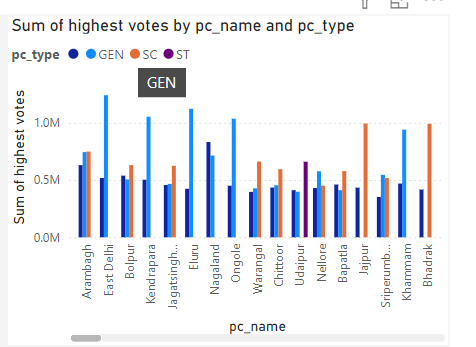 Sum of highest votes by pc_name and pc_type
pc_type GEN SC ST
GEN
Sum of highest votes
1.0M
0.5M
0.0M
Arambagh
East Delhi
Bolpur
Kendrapara
Jagatsingh...
Eluru
Nagaland
Ongole
Warangal
Chittoor
Udaipur
Nellore
Bapatla
Jajpur
Sriperumb...
Khammam
Bhadrak
pc_name